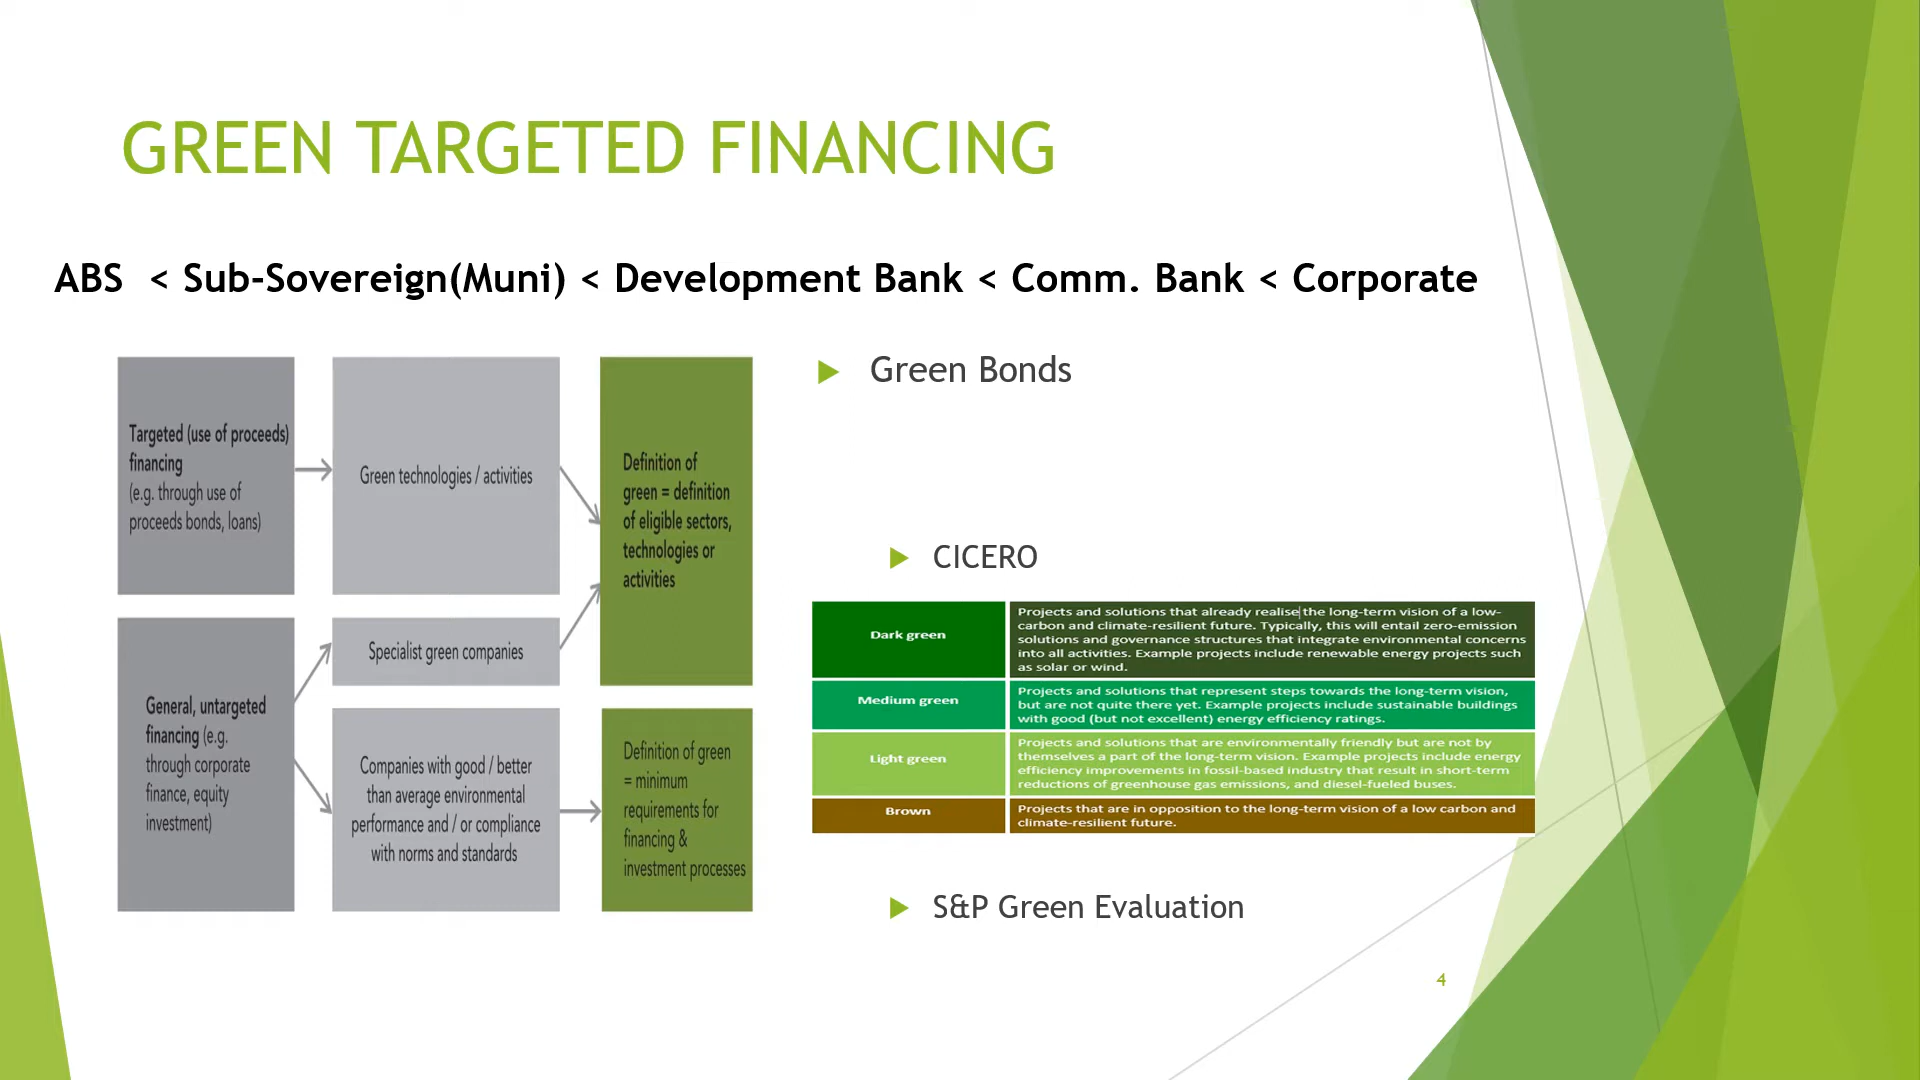 GREEN TARGETED FINANCING
ABS < Sub-Sovereign(Muni) < Development Bank < Comm. Bank < Corporate
Targeted (use of proceeds)
financing
(e.g. through use of
proceeds bonds, loans)
Green technologies / activities
Definition of
green = definition
of eligible sectors,
technologies or
activities
General, untargeted
financing (e.g.
through corporate
finance, equity
investment)
Specialist green companies
Companies with good / better
than average environmental
performance and / or compliance
with norms and standards
Definition of green
= minimum
requirements for
financing &
investment processes
Green Bonds
CICERO
Dark green
Projects and solutions that already realise the long-term vision of a low-
carbon and climate-resilient future. Typically, this will entail zero-emission
solutions and governance structures that integrate environmental concerns
into all activities. Example projects include renewable energy projects such
as solar or wind.
Medium green
Projects and solutions that represent steps towards the long-term vision,
but are not quite there yet. Example projects include sustainable buildings
with good (but not excellent) energy efficiency ratings.
Light green
Projects and solutions that are environmentally friendly but are not by
themselves a part of the long-term vision. Example projects include energy
efficiency improvements in fossil-based industry that result in short-term
reductions of greenhouse gas emissions, and diesel-fueled buses.
Brown
Projects that are in opposition to the long-term vision of a low carbon and
climate-resilient future.
S&P Green Evaluation
4